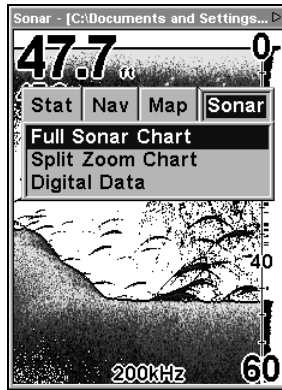 Sonar - [C:\Documents and Settings...
47.7 ft
0
Stat Nav Map Sonar
Full Sonar Chart
Split Zoom Chart
Digital Data
40
200kHz
60